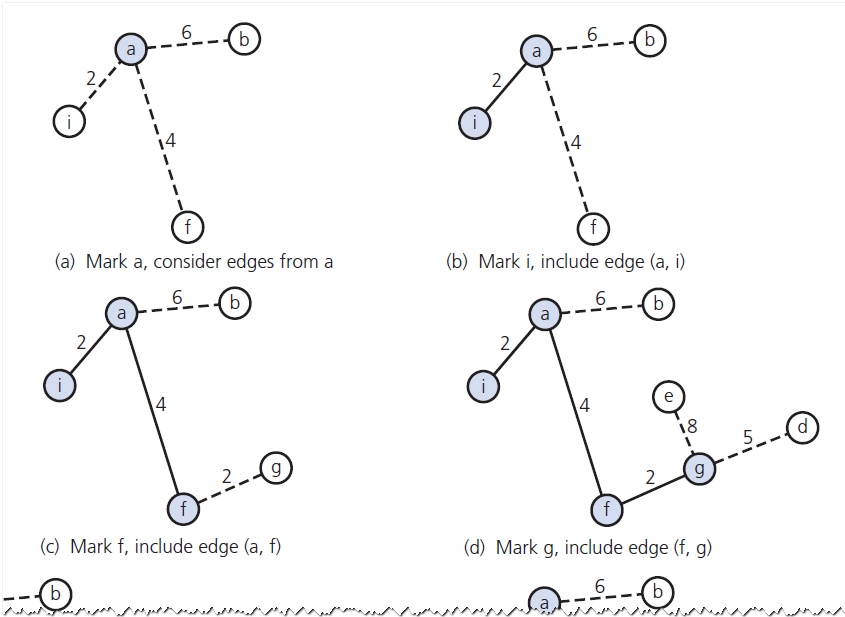 a 6 b
2
i
4
f
(a) Mark a, consider edges from a
a 6 b
2
i
4
f
(b) Mark i, include edge (a, i)
a 6 b
2
i
4
g
2
f
(c) Mark f, include edge (a, f)
a 6 b
2
i
e
4
8
5 d
g
2
f
(d) Mark g, include edge (f, g)
b
a 6 b